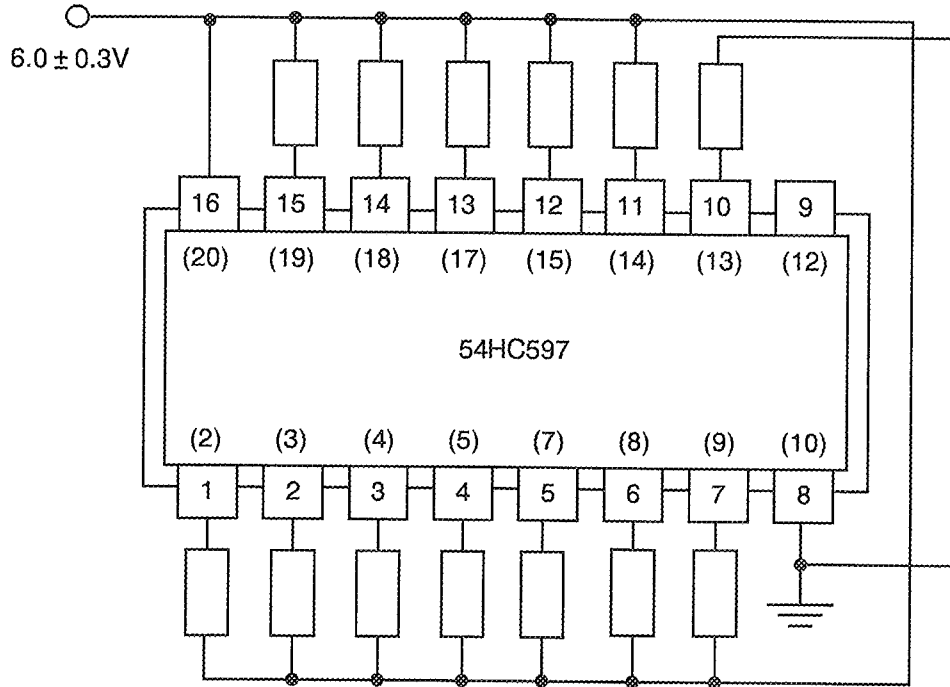 6.0 ± 0.3V
16 15 14 13 12 11 10 9
(20) (19) (18) (17) (15) (14) (13) (12)
54HC597
(2) (3) (4) (5) (7) (8) (9) (10)
1 2 3 4 5 6 7 8